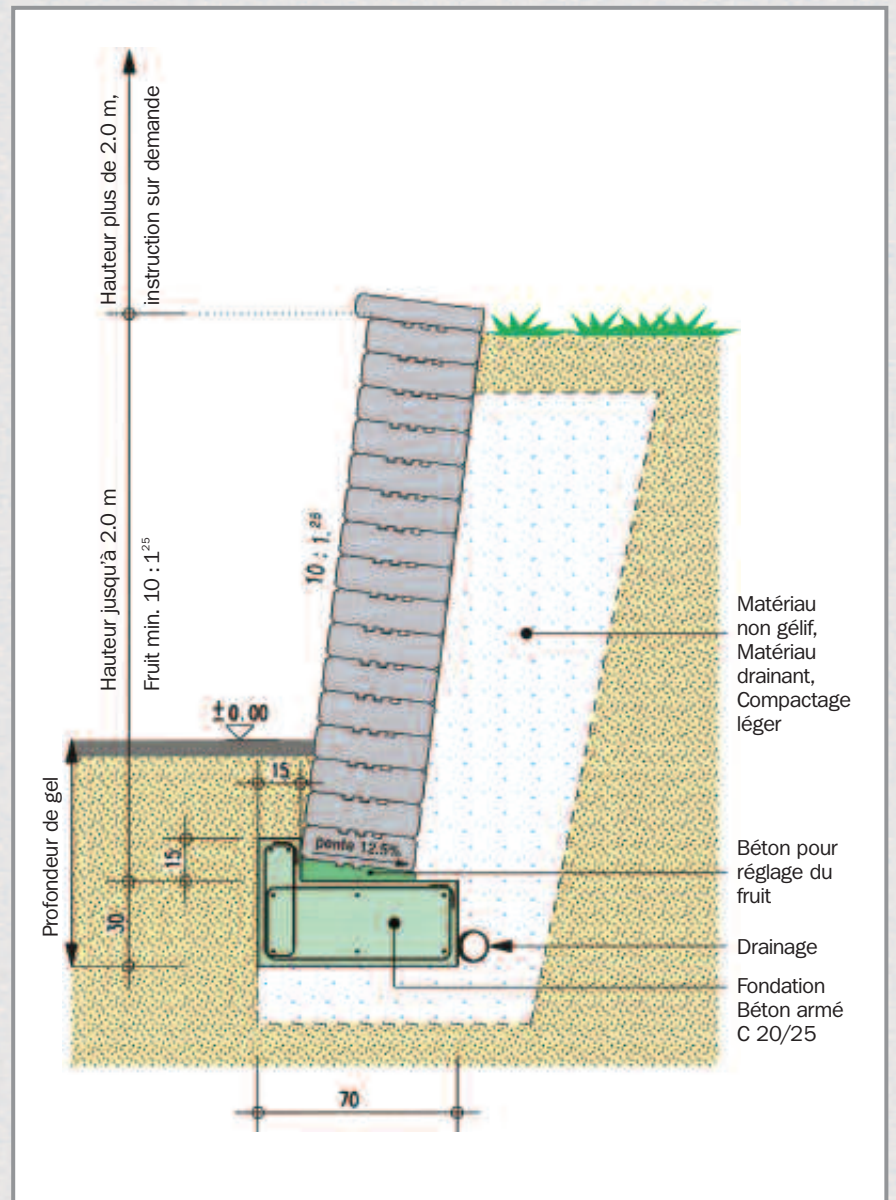 Hauteur plus de 2.0 m,
instruction sur demande
Hauteur jusqu'à 2.0 m
Fruit min. 10 : 1²⁵
10 : 1.²⁵
±0.00
15
pente 12.5%
15
30
Profondeur de gel
70
Matériau
non gélif,
Matériau
drainant,
Compactage
léger
Béton pour
réglage du
fruit
Drainage
Fondation
Béton armé
C 20/25